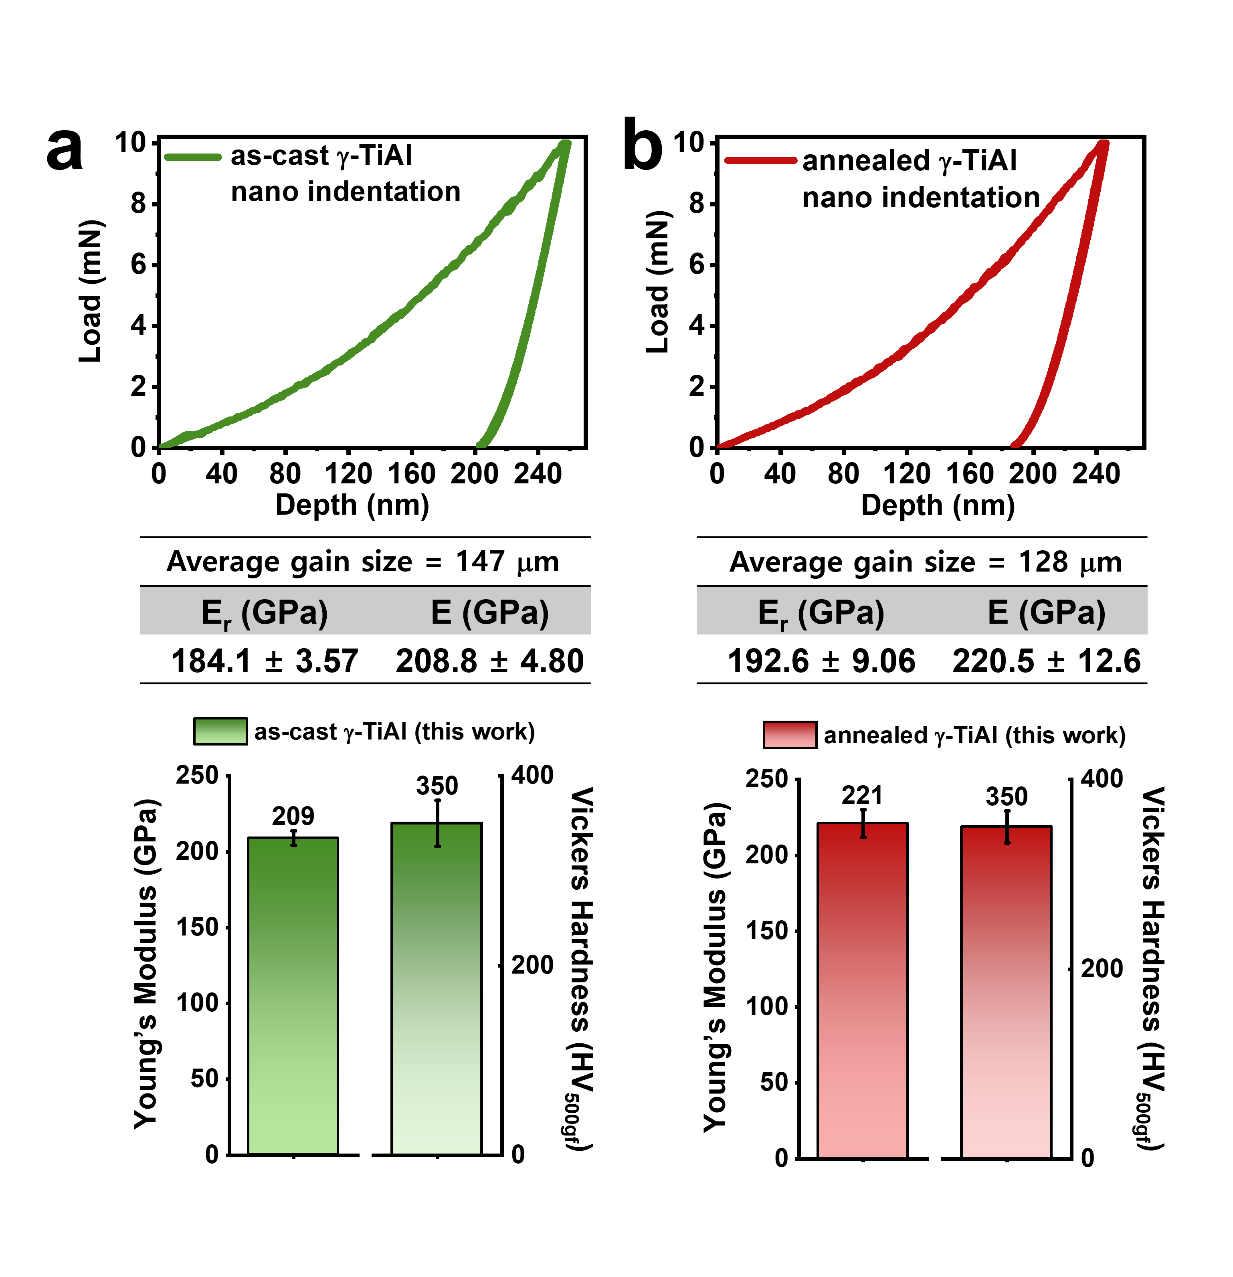 a
as-cast γ-TiAl
nano indentation
Load (mN)
10
8
6
4
2
0
0 40 80 120 160 200 240
Depth (nm)
Average gain size = 147 μm
Er (GPa) E (GPa)
184.1 ± 3.57 208.8 ± 4.80
as-cast γ-TiAl (this work)
Young's Modulus (GPa)
250
200
150
100
50
0
209
350
400
200
0
Vickers Hardness (HV500gf)
b
annealed γ-TiAl
nano indentation
Load (mN)
10
8
6
4
2
0
0 40 80 120 160 200 240
Depth (nm)
Average gain size = 128 μm
Er (GPa) E (GPa)
192.6 ± 9.06 220.5 ± 12.6
annealed γ-TiAl (this work)
Young's Modulus (GPa)
250
200
150
100
50
0
221
350
400
200
0
Vickers Hardness (HV500gf)